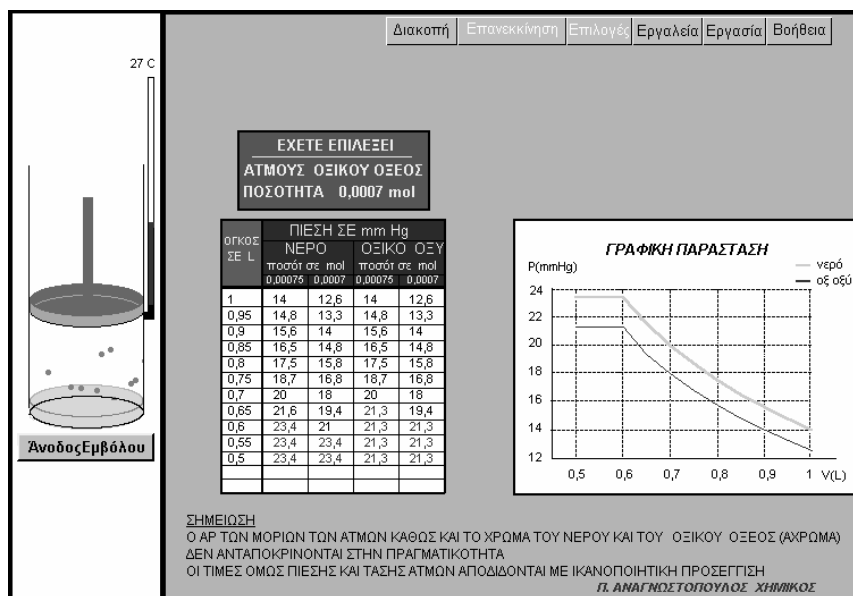 Διακοπή Επανεκκίνηση Επιλογές Εργαλεία Εργασία Βοήθεια
27 C
ΕΧΕΤΕ ΕΠΙΛΕΞΕΙ
ΑΤΜΟΥΣ ΟΞΙΚΟΥ ΟΞΕΟΣ
ΠΟΣΟΤΗΤΑ 0,0007 mol
ΟΓΚΟΣ ΣΕ L
ΠΙΕΣΗ ΣΕ mm Hg
ΝΕΡΟ ΟΞΙΚΟ ΟΞΥ
ποσότ σε mol ποσότ σε mol
0,00075 0,0007 0,00075 0,0007
1 14 12,6 14 12,6
0,95 14,8 13,3 14,8 13,3
0,9 15,6 14 15,6 14
0,85 16,5 14,8 16,5 14,8
0,8 17,5 15,8 17,5 15,8
0,75 18,7 16,8 18,7 16,8
0,7 20 18 20 18
0,65 21,6 19,4 21,3 19,4
0,6 23,4 21 21,3 21,3
0,55 23,4 23,4 21,3 21,3
0,5 23,4 23,4 21,3 21,3
ΓΡΑΦΙΚΗ ΠΑΡΑΣΤΑΣΗ
P(mmHg)
νερό
οξ οξύ
24
22
20
18
16
14
12
0,5 0,6 0,7 0,8 0,9 1 V(L)
ΆνοδοςΕμβόλου
ΣΗΜΕΙΩΣΗ
Ο ΑΡ ΤΩΝ ΜΟΡΙΩΝ ΤΩΝ ΑΤΜΩΝ ΚΑΘΩΣ ΚΑΙ ΤΟ ΧΡΩΜΑ ΤΟΥ ΝΕΡΟΥ ΚΑΙ ΤΟΥ ΟΞΙΚΟΥ ΟΞΕΟΣ (ΑΧΡΩΜΑ)
ΔΕΝ ΑΝΤΑΠΟΚΡΙΝΟΝΤΑΙ ΣΤΗΝ ΠΡΑΓΜΑΤΙΚΟΤΗΤΑ
ΟΙ ΤΙΜΕΣ ΟΜΩΣ ΠΙΕΣΗΣ ΚΑΙ ΤΑΣΗΣ ΑΤΜΩΝ ΑΠΟΔΙΔΟΝΤΑΙ ΜΕ ΙΚΑΝΟΠΟΙΗΤΙΚΗ ΠΡΟΣΕΓΓΙΣΗ
Π. ΑΝΑΓΝΩΣΤΟΠΟΥΛΟΣ ΧΗΜΙΚΟΣ